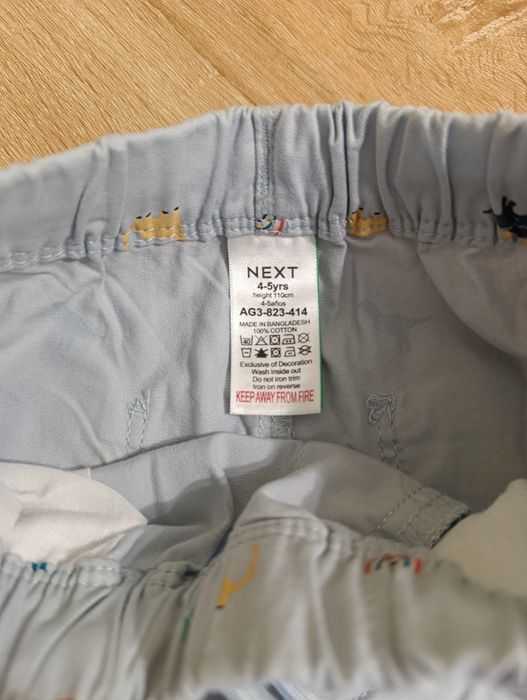 NEXT
4-5yrs
height 110cm
4-5años
AG3-823-414
MADE IN BANGLADESH
100% COTTON
40
Exclusive of Decoration
Wash inside out
Do not iron trim
Iron on reverse
KEEP AWAY FROM FIRE